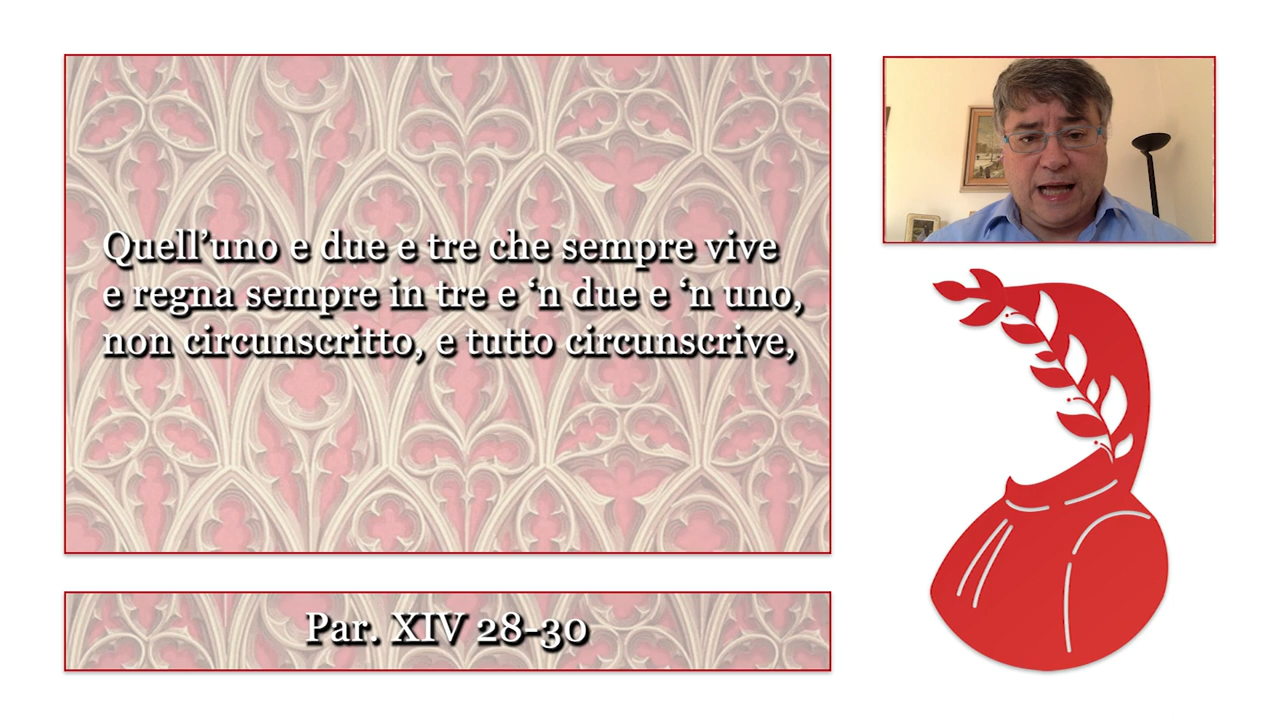 Quell’uno e due e tre che sempre vive
e regna sempre in tre e ‘n due e ‘n uno,
non circunscritto, e tutto circunscrive,
Par. XIV 28-30